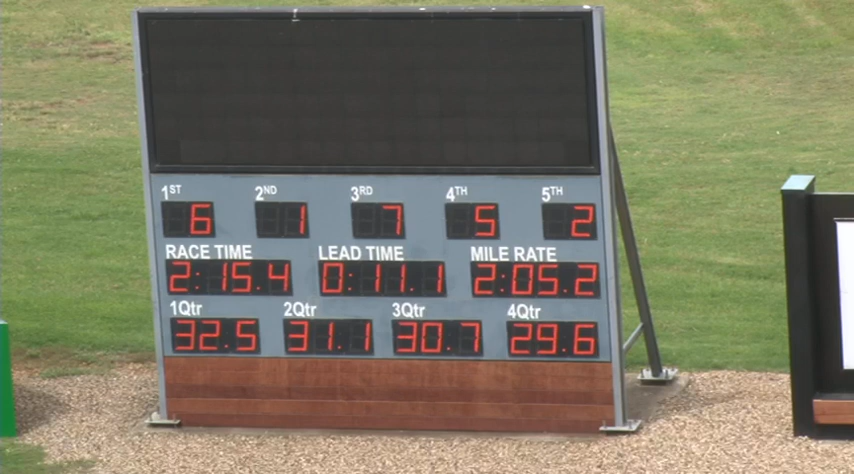 1ST 2ND 3RD 4TH 5TH
6 1 7 5 2
RACE TIME LEAD TIME MILE RATE
2:15.4 0:11.1 2:05.2
1Qtr 2Qtr 3Qtr 4Qtr
32.5 31.1 30.7 29.6